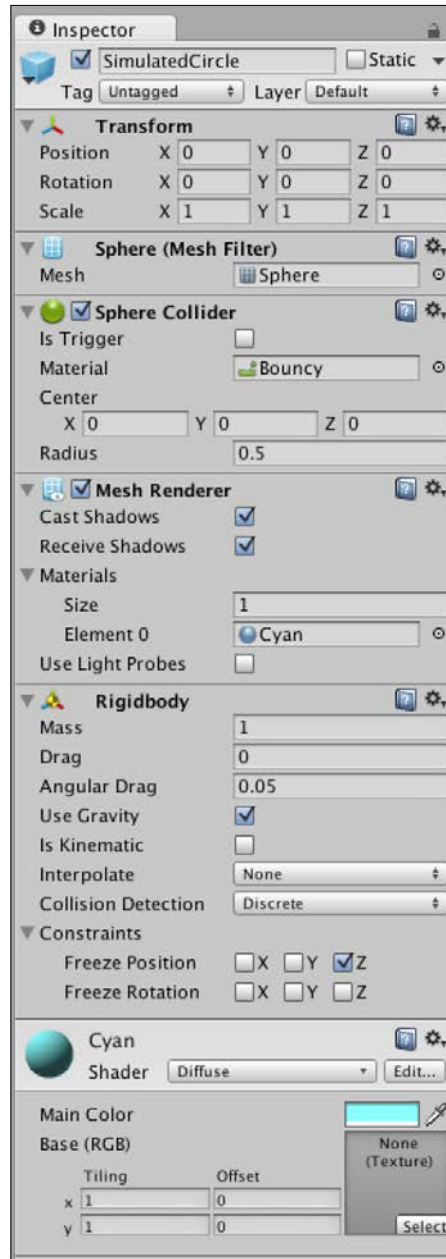 Inspector
SimulatedCircle Static
Tag Untagged Layer Default
Transform
Position X 0 Y 0 Z 0
Rotation X 0 Y 0 Z 0
Scale X 1 Y 1 Z 1
Sphere (Mesh Filter)
Mesh Sphere
Sphere Collider
Is Trigger
Material Bouncy
Center
X 0 Y 0 Z 0
Radius 0.5
Mesh Renderer
Cast Shadows
Receive Shadows
Materials
Size 1
Element 0 Cyan
Use Light Probes
Rigidbody
Mass 1
Drag 0
Angular Drag 0.05
Use Gravity
Is Kinematic
Interpolate None
Collision Detection Discrete
Constraints
Freeze Position X Y Z
Freeze Rotation X Y Z
Cyan
Shader Diffuse Edit...
Main Color
Base (RGB) None
(Texture)
Tiling Offset
x 1 0
y 1 0 Select